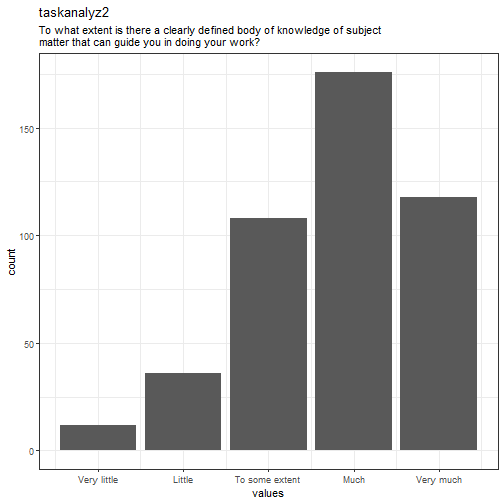 taskanalyz2
To what extent is there a clearly defined body of knowledge of subject
matter that can guide you in doing your work?
150
100
50
0
count
Very little Little To some extent Much Very much
values